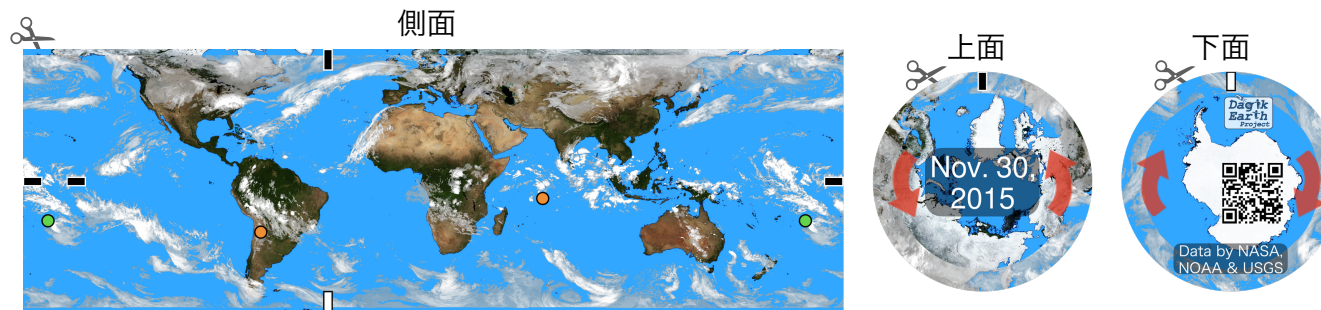 側面
上面
Nov. 30,
2015
下面
Dagik
Earth
Project
Data by NASA,
NOAA & USGS